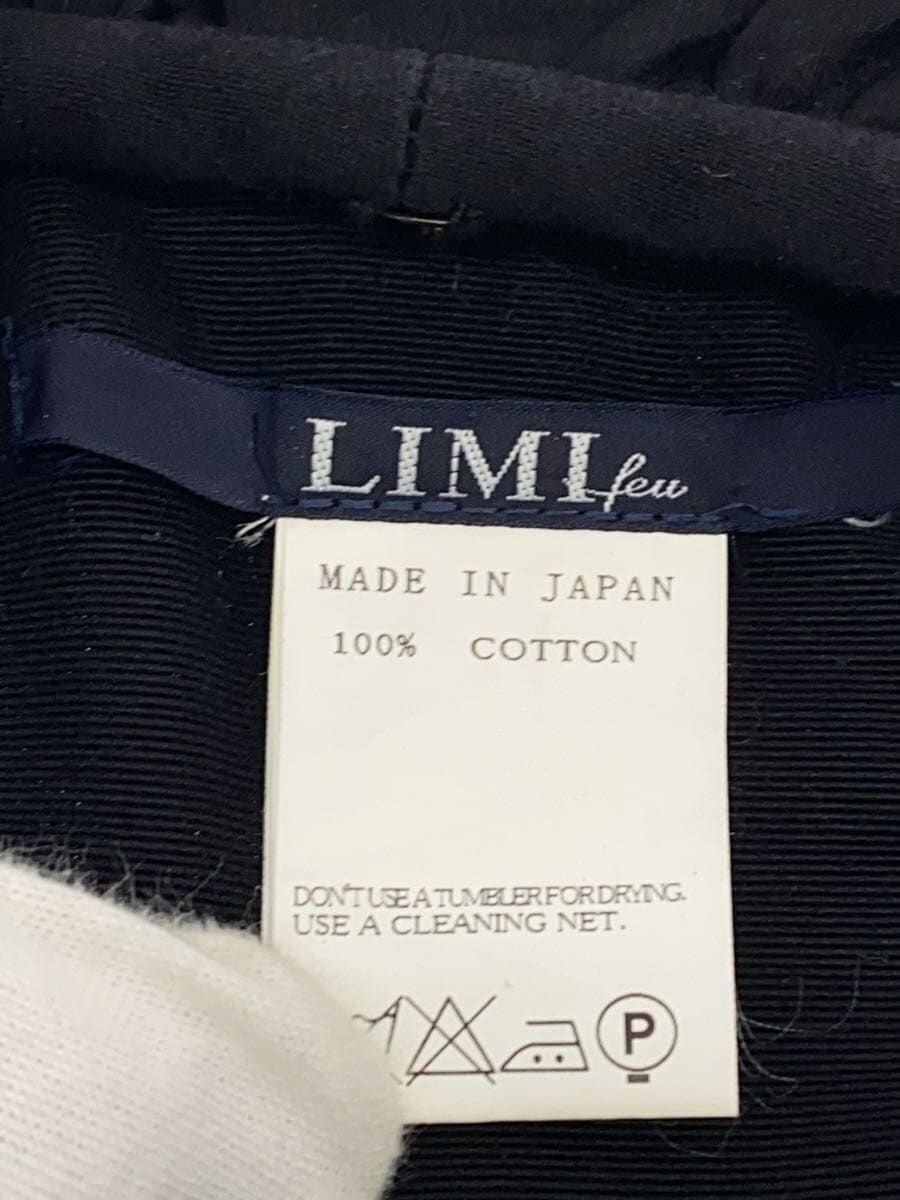 LIMI feu
MADE IN JAPAN
100% COTTON
DON'T USE A TUMBLER FOR DRYING.
USE A CLEANING NET.
P